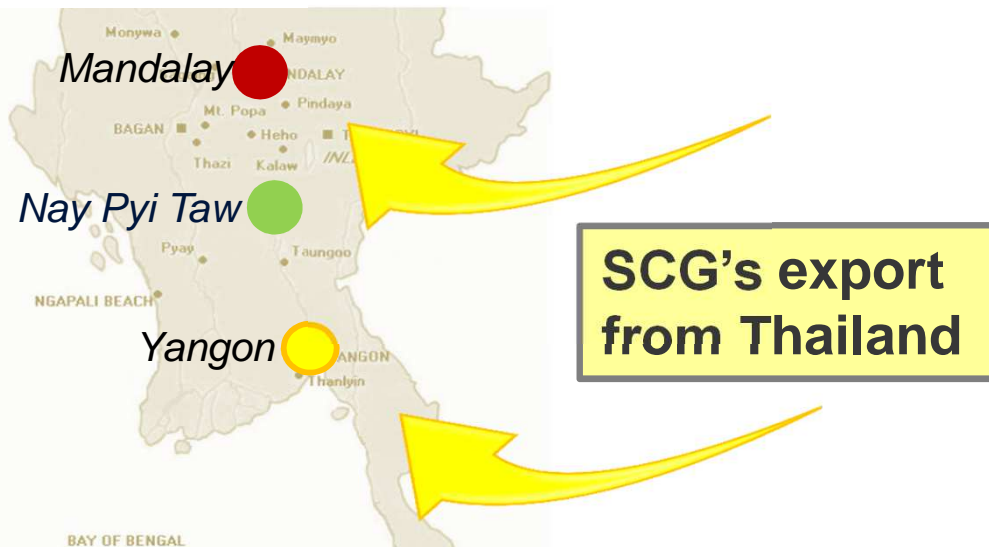 Monywa
Maymyo
Mandalay
NDALAY
Pindaya
Mt. Popa
BAGAN
Heho
Thazi
Kalaw
Nay Pyi Taw
Pyay
Taungoo
SCG's export
from Thailand
NGAPALI BEACH
Yangon
ANGON
Thanlyin
BAY OF BENGAL